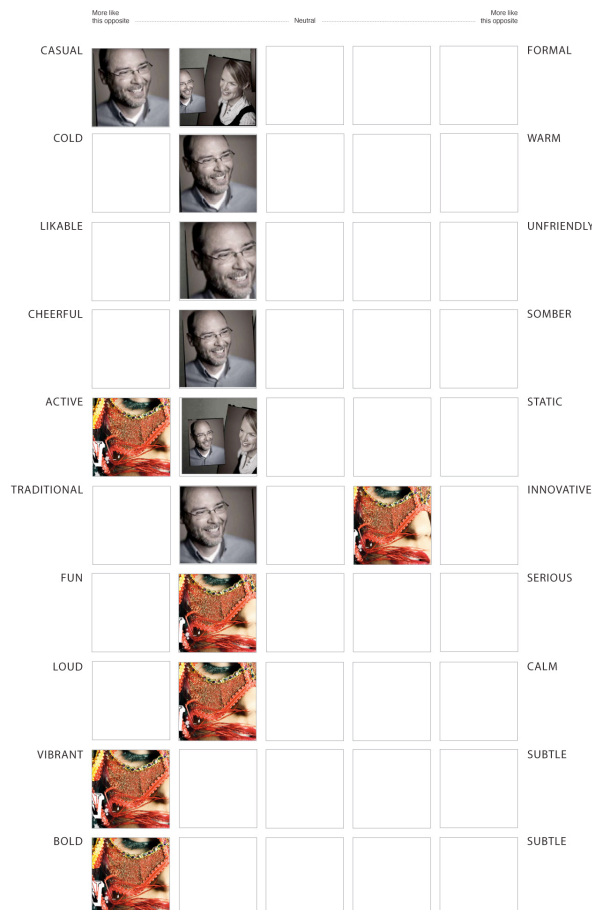 More like
this opposite
Neutral
More like
this opposite
CASUAL
FORMAL
COLD
WARM
LIKABLE
UNFRIENDLY
CHEERFUL
SOMBER
ACTIVE
STATIC
TRADITIONAL
INNOVATIVE
FUN
SERIOUS
LOUD
CALM
VIBRANT
SUBTLE
BOLD
SUBTLE